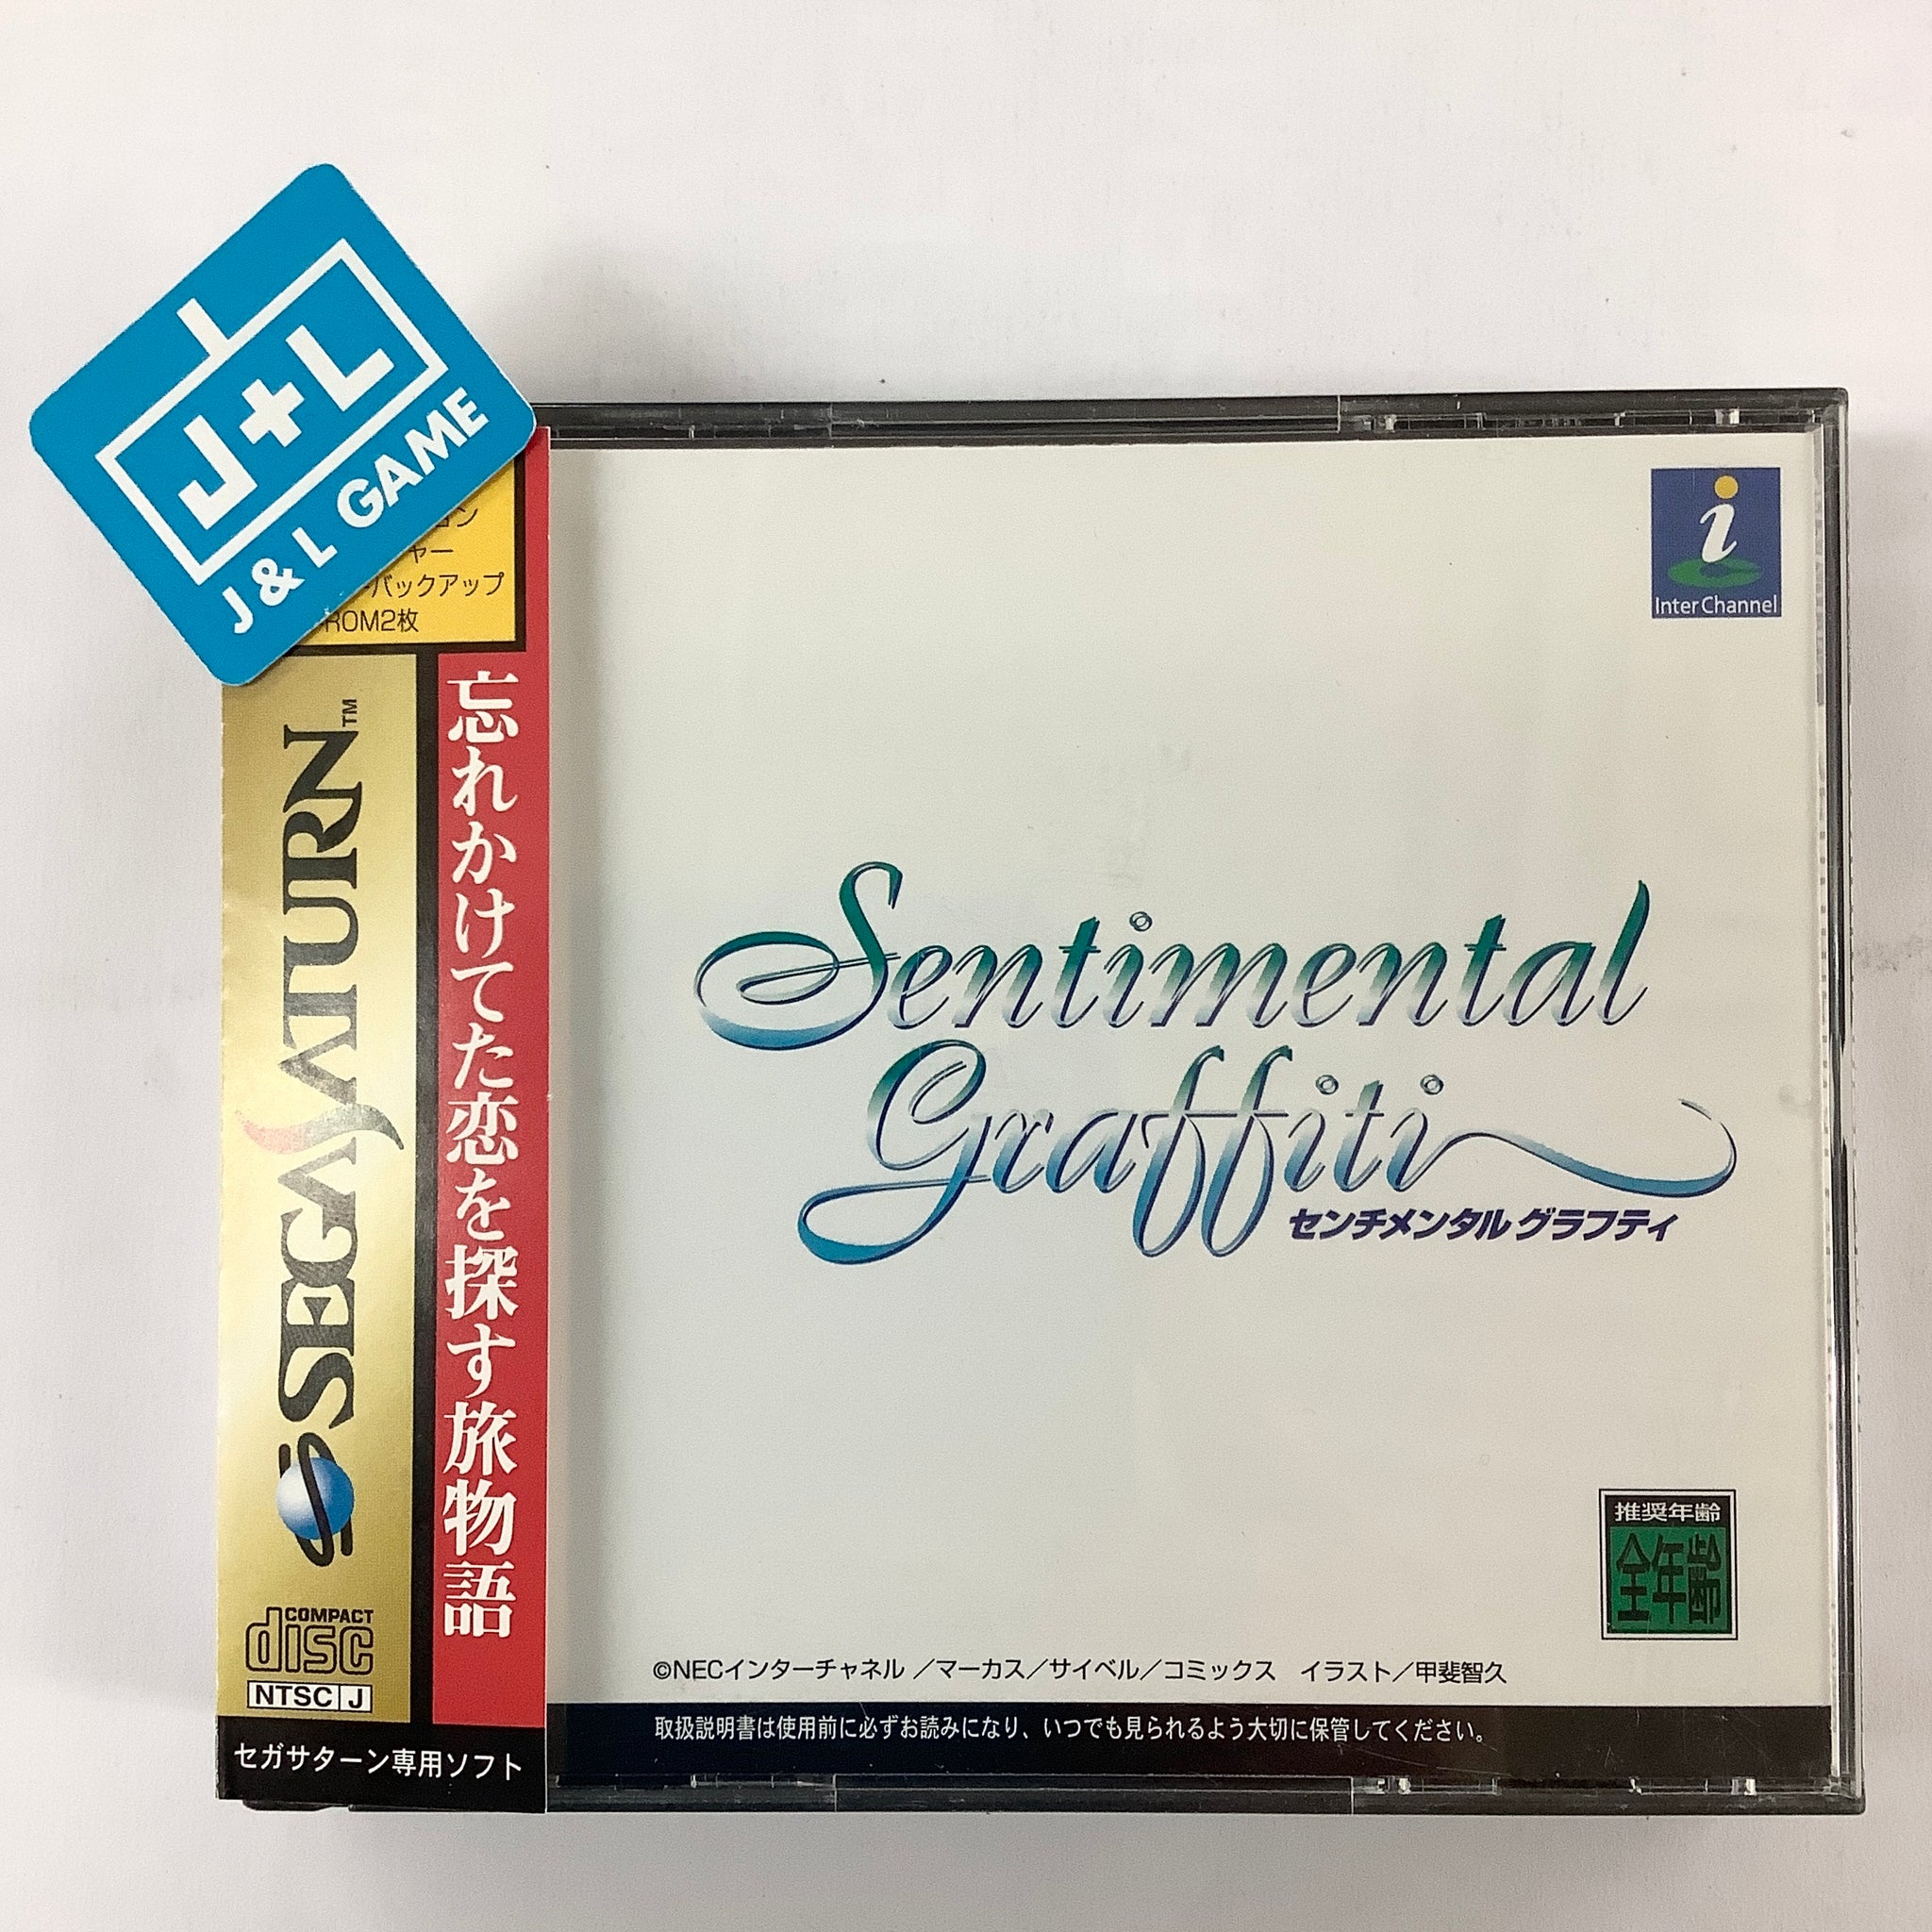 J+L
J & L GAME
ョン
ャー
バックアップ
ROM2枚
SEGA SATURN™
忘れかけてた恋を探す旅物語
COMPACT
disc
NTSC J
セガサターン専用ソフト
i
Inter Channel
Sentimental
Graffiti
センチメンタル グラフティ
推奨年齢
全年齢
©NECインターチャネル ／マーカス／サイベル／コミックス イラスト／甲斐智久
取扱説明書は使用前に必ずお読みになり、いつでも見られるよう大切に保管してください。